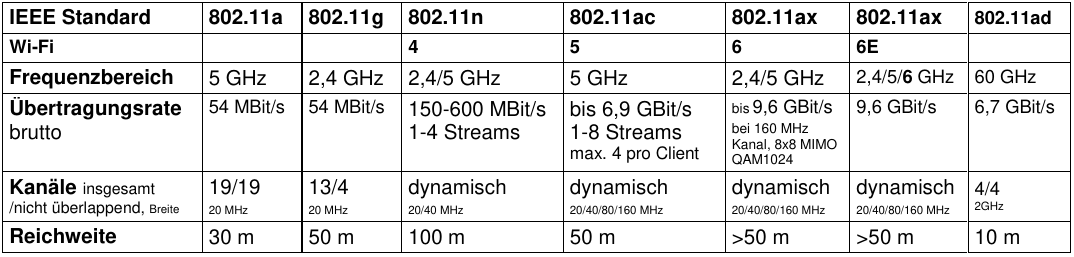 IEEE Standard 802.11a 802.11g 802.11n 802.11ac 802.11ax 802.11ax 802.11ad
Wi-Fi 4 5 6 6E
Frequenzbereich 5 GHz 2,4 GHz 2,4/5 GHz 5 GHz 2,4/5 GHz 2,4/5/6 GHz 60 GHz
Übertragungsrate 54 MBit/s 54 MBit/s 150-600 MBit/s bis 6,9 GBit/s bis 9,6 GBit/s 9,6 GBit/s 6,7 GBit/s
brutto 1-4 Streams 1-8 Streams bei 160 MHz
max. 4 pro Client Kanal, 8x8 MIMO
QAM1024
Kanäle insgesamt 19/19 13/4 dynamisch dynamisch dynamisch dynamisch 4/4
/nicht überlappend, Breite 20 MHz 20 MHz 20/40 MHz 20/40/80/160 MHz 20/40/80/160 MHz 20/40/80/160 MHz 2GHz
Reichweite 30 m 50 m 100 m 50 m >50 m >50 m 10 m